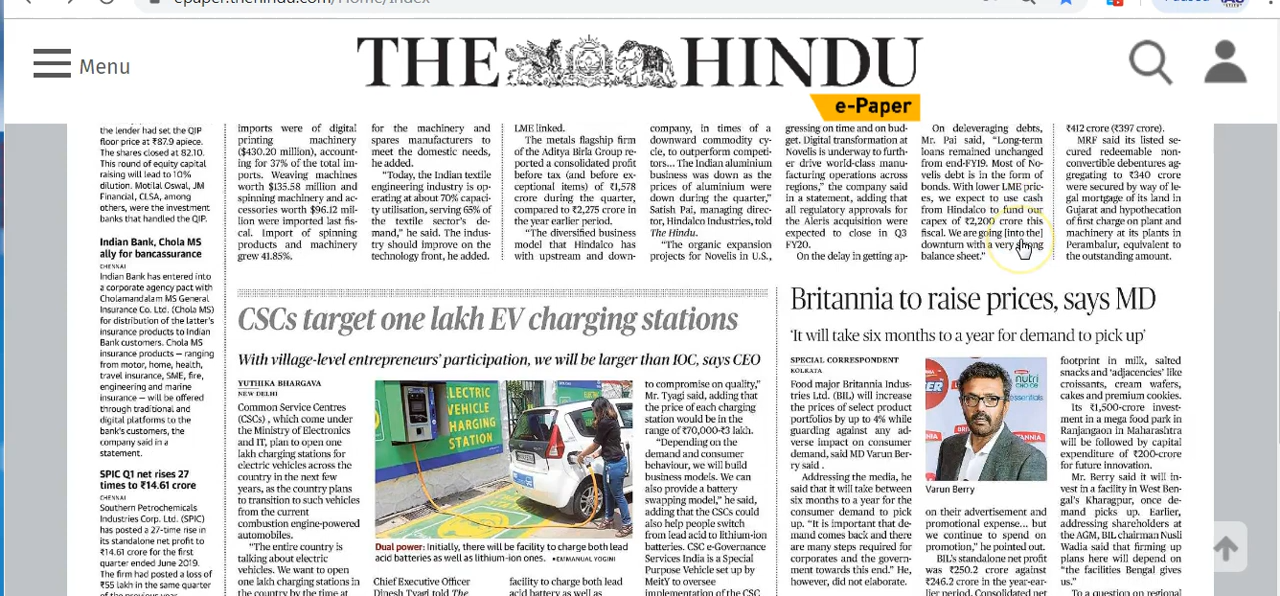 epaper.thehindu.com/Home/Index
Paused
Menu
THE HINDU
e-Paper
the lender had set the QIP
floor price at ₹87.9 apiece.
The shares closed at 82.10.
This round of equity capital
raising will lead to 10%
dilution. Motilal Oswal, JM
Financial, CLSA, among
others, were the investment
banks that handled the QIP.
Indian Bank, Chola MS
ally for bancassurance
CHENNAI
Indian Bank has entered into
a corporate agency pact with
Cholamandalam MS General
Insurance Co. Ltd. (Chola MS)
for distribution of the latter's
insurance products to Indian
Bank customers. Chola MS
insurance products — ranging
from motor, home, health,
travel insurance, SME, fire,
engineering and marine
insurance — will be offered
through traditional and
digital platforms to the
bank's customers, the
company said in a
statement.
SPIC Q1 net rises 27
times to ₹14.61 crore
CHENNAI
Southern Petrochemicals
Industries Corp. Ltd. (SPIC)
has posted a 27-time rise in
its standalone net profit to
₹14.61 crore for the first
quarter ended June 2019.
The firm had posted a loss of
₹55 lakh in the same quarter
of the previous year.
imports were of digital
printing machinery
($430.20 million), account-
ing for 37% of the total im-
ports. Weaving machines
worth $135.58 million and
spinning machinery and ac-
cessories worth $96.12 mil-
lion were imported last fis-
cal. Import of spinning
products and machinery
grew 41.85%.
for the machinery and
spares manufacturers to
meet the domestic needs,
he added.
"Today, the Indian textile
engineering industry is op-
erating at about 70% capaci-
ty utilisation, serving 65% of
the textile sector's de-
mand," he said. The indus-
try should improve on the
technology front, he added.
LME linked.
The metals flagship firm
of the Aditya Birla Group re-
ported a consolidated profit
before tax (and before ex-
ceptional items) of ₹1,578
crore during the quarter,
compared to ₹2,275 crore in
the year earlier period.
"The diversified business
model that Hindalco has
with upstream and down-
company, in times of a
downward commodity cy-
cle, to outperform competi-
tors... The Indian aluminium
business was down as the
prices of aluminium were
down during the quarter,"
Satish Pai, managing direc-
tor, Hindalco Industries, told
The Hindu.
"The organic expansion
projects for Novelis in U.S.,
gressing on time and on bud-
get. Digital transformation at
Novelis is underway to furth-
er drive world-class manu-
facturing operations across
regions," the company said
in a statement, adding that
all regulatory approvals for
the Aleris acquisition were
expected to close in Q3
FY20.
On the delay in getting ap-
On deleveraging debts,
Mr. Pai said, "Long-term
loans remained unchanged
from end-FY19. Most of No-
velis debt is in the form of
bonds. With lower LME pric-
es, we expect to use cash
from Hindalco to fund our
capex of ₹2,200 crore this
fiscal. We are going [into the]
downturn with a very strong
balance sheet."
₹412 crore (₹397 crore).
MRF said its listed se-
cured redeemable non-
convertible debentures ag-
gregating to ₹340 crore
were secured by way of le-
gal mortgage of its land in
Gujarat and hypothecation
of first charge on plant and
machinery at its plants in
Perambalur, equivalent to
the outstanding amount.
CSCs target one lakh EV charging stations
With village-level entrepreneurs' participation, we will be larger than IOC, says CEO
YUTHIKA BHARGAVA
NEW DELHI
Common Service Centres
(CSCs) , which come under
the Ministry of Electronics
and IT, plan to open one
lakh charging stations for
electric vehicles across the
country in the next few
years, as the country plans
to transition to such vehicles
from the current
combustion engine-powered
automobiles.
"The entire country is
talking about electric
vehicles. We want to open
one lakh charging stations in
the country by the time at
ELECTRIC
VEHICLE
HARGING
STATION
Dual power: Initially, there will be facility to charge both lead
acid batteries as well as lithium-ion ones. •EMMANUAL YOGINI
Chief Executive Officer
Dinesh Tyagi told The
facility to charge both lead
acid batteries as well as
to compromise on quality,"
Mr. Tyagi said, adding that
the price of each charging
station would be in the
range of ₹70,000-₹3 lakh.
"Depending on the
demand and consumer
behaviour, we will build
business models. We can
also provide a battery
swapping model," he said,
adding that the CSCs could
also help people switch
from lead acid to lithium-ion
batteries. CSC e-Governance
Services India is a Special
Purpose Vehicle set up by
MeitY to oversee
implementation of the CSC
Britannia to raise prices, says MD
'It will take six months to a year for demand to pick up'
SPECIAL CORRESPONDENT
KOLKATA
Food major Britannia Indus-
tries Ltd. (BIL) will increase
the prices of select product
portfolios by up to 4% while
guarding against any ad-
verse impact on consumer
demand, said MD Varun Ber-
ry said .
Addressing the media, he
said that it will take between
six months to a year for the
consumer demand to pick
up. "It is important that de-
mand comes back and there
are many steps required for
corporates and the govern-
ment towards this end." He,
however, did not elaborate.
nutri
CHOICE
essentials
BRITANNIA
Varun Berry
on their advertisement and
promotional expense... but
we continue to spend on
promotion," he pointed out.
BIL's standalone net profit
was ₹250.2 crore against
₹246.2 crore in the year-ear-
lier period. Consolidated net
footprint in milk, salted
snacks and 'adjacencies' like
croissants, cream wafers,
cakes and premium cookies.
Its ₹1,500-crore invest-
ment in a mega food park in
Ranjangaon in Maharashtra
will be followed by capital
expenditure of ₹200-crore
for future innovation.
Mr. Berry said it will in-
vest in a facility in West Ben-
gal's Kharagpur, once de-
mand picks up. Earlier,
addressing shareholders at
the AGM, BIL chairman Nusli
Wadia said that firming up
plans here will depend on
"the facilities Bengal gives
us."
To a question on regional